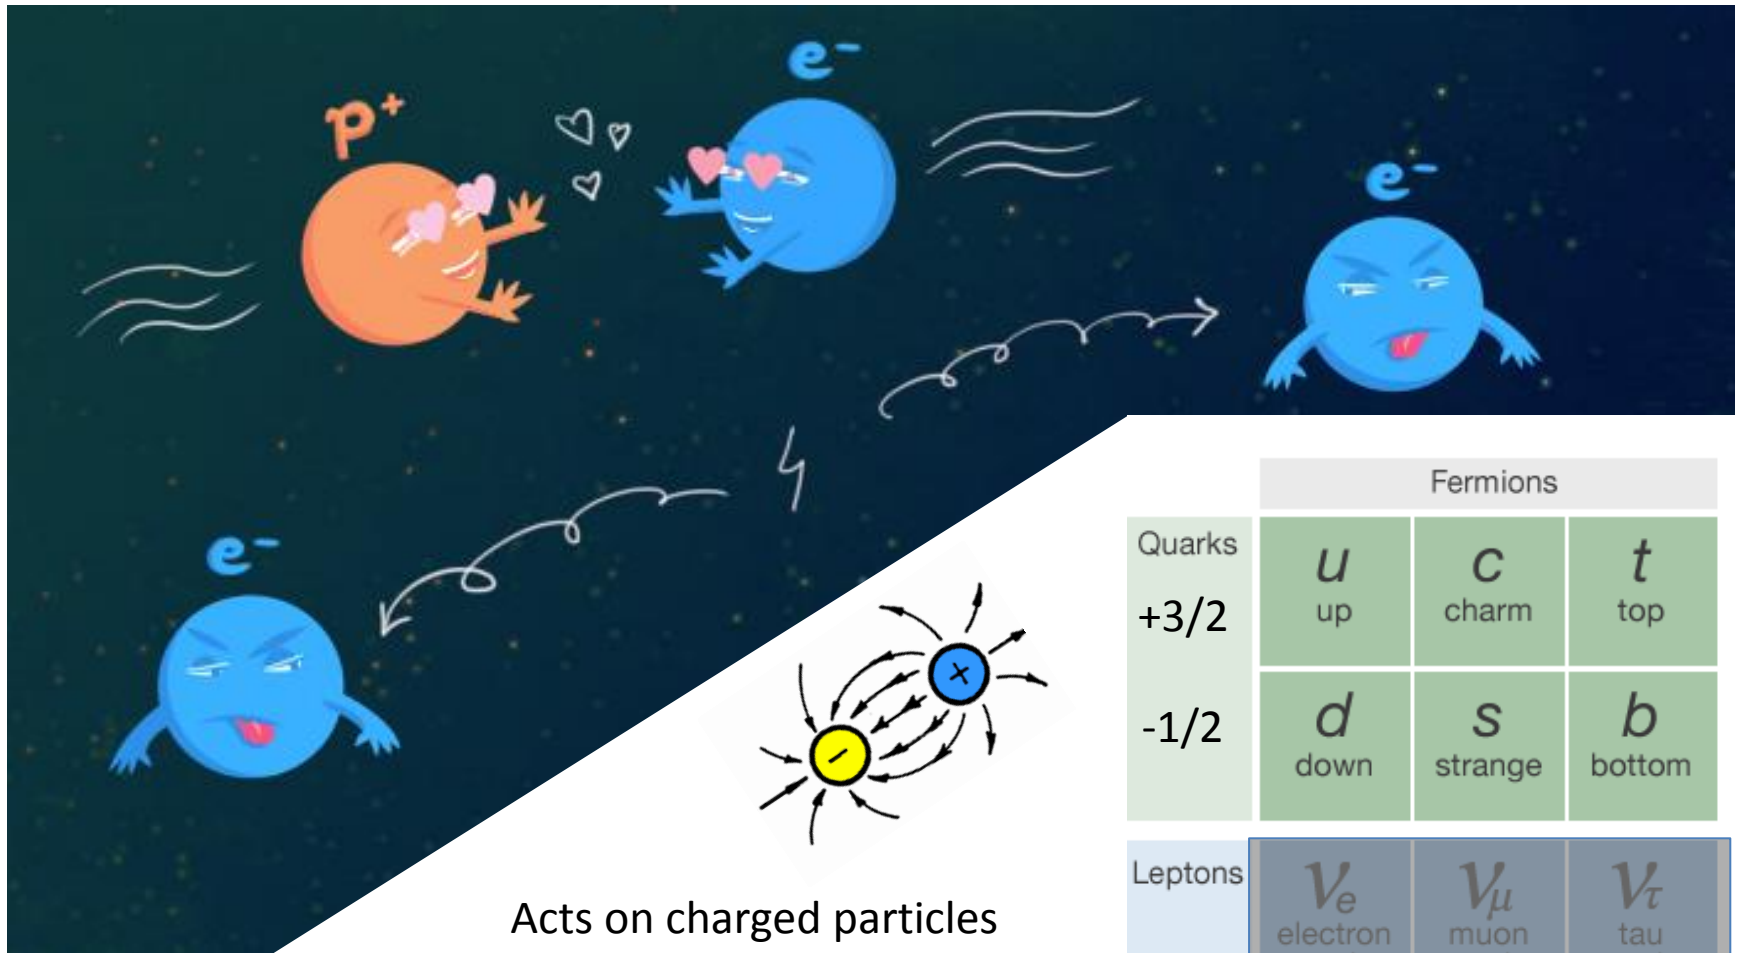 p⁺
e⁻
e⁻
e⁻
+
-
Acts on charged particles
Fermions
Quarks
u c t
up charm top
+3/2
d s b
down strange bottom
-1/2
Leptons
νe νμ ντ
electron muon tau